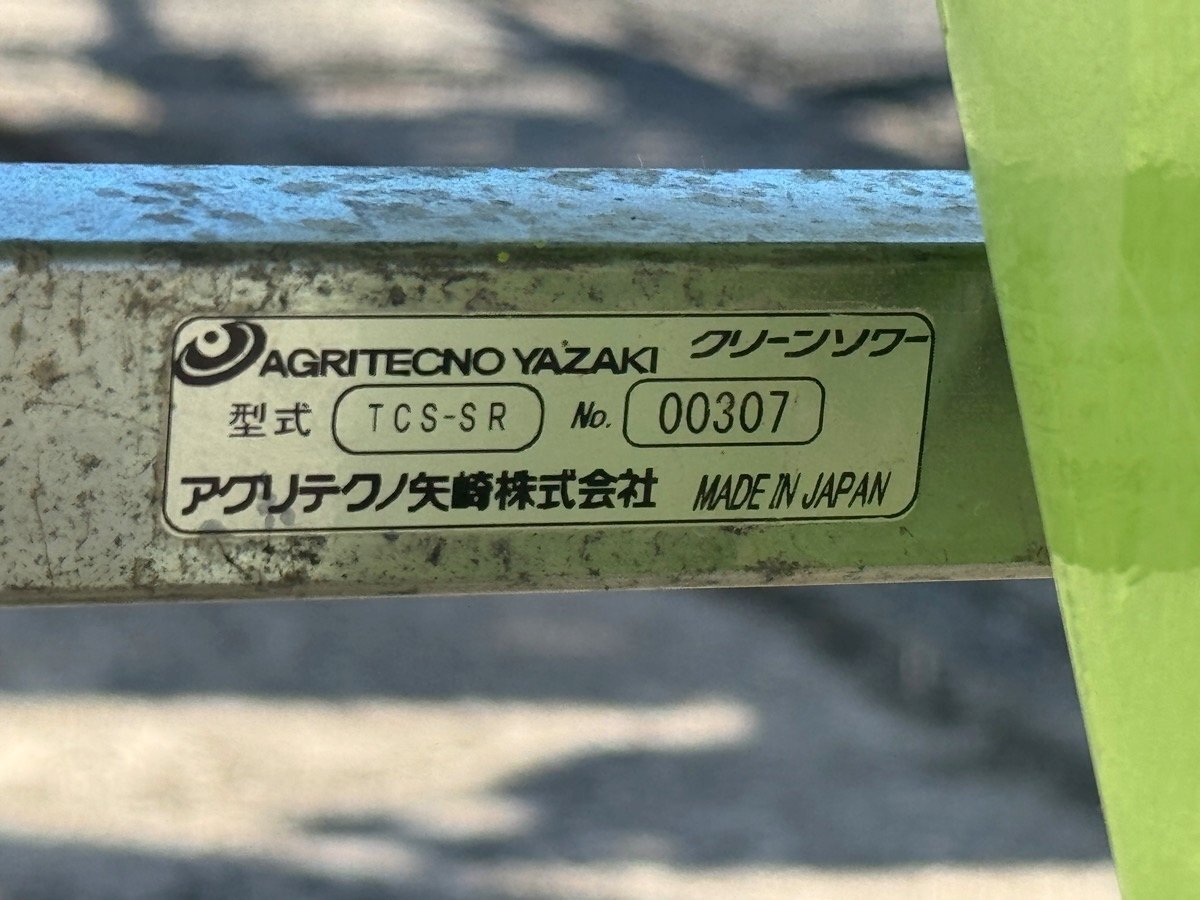 AGRITECNO YAZAKI クリーンソワー
型式 TCS-SR No. 00307
アグリテクノ矢崎株式会社 MADE IN JAPAN